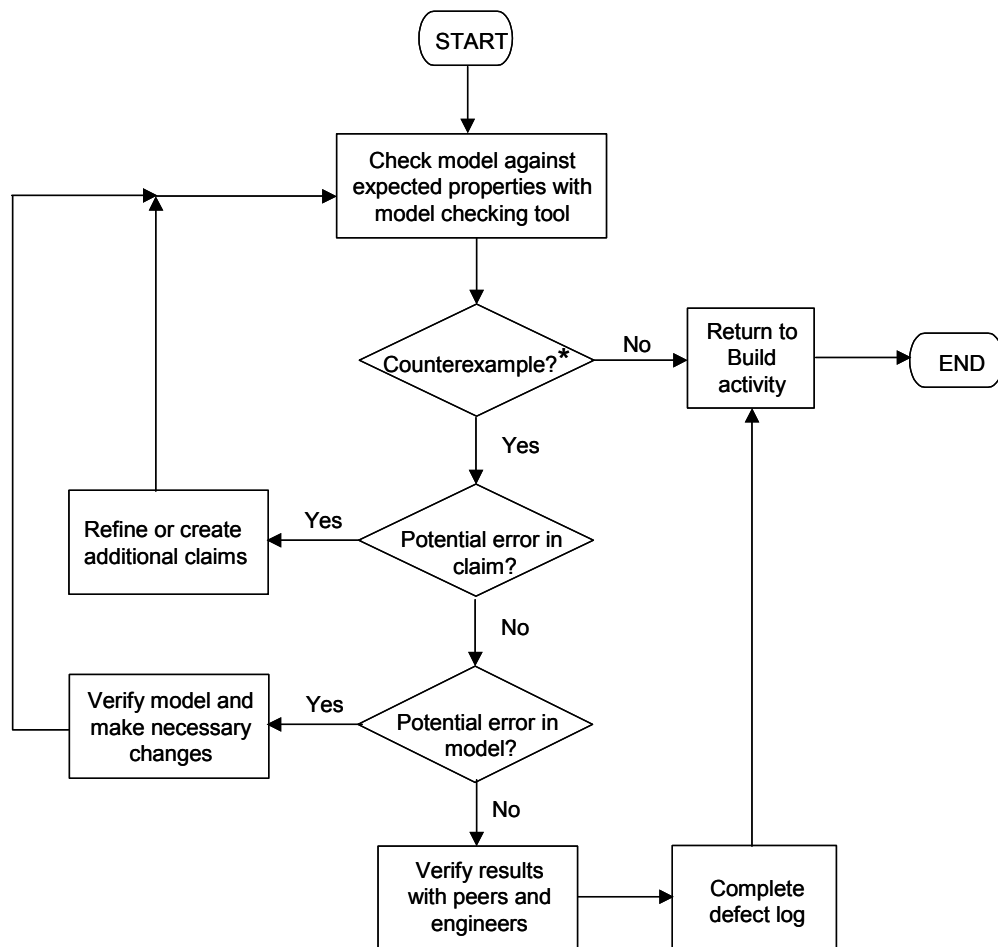 START
Check model against
expected properties with
model checking tool
Counterexample?*
No
Return to
Build
activity
END
Yes
Refine or create
additional claims
Yes
Potential error in
claim?
No
Verify model and
make necessary
changes
Yes
Potential error in
model?
No
Verify results
with peers and
engineers
Complete
defect log